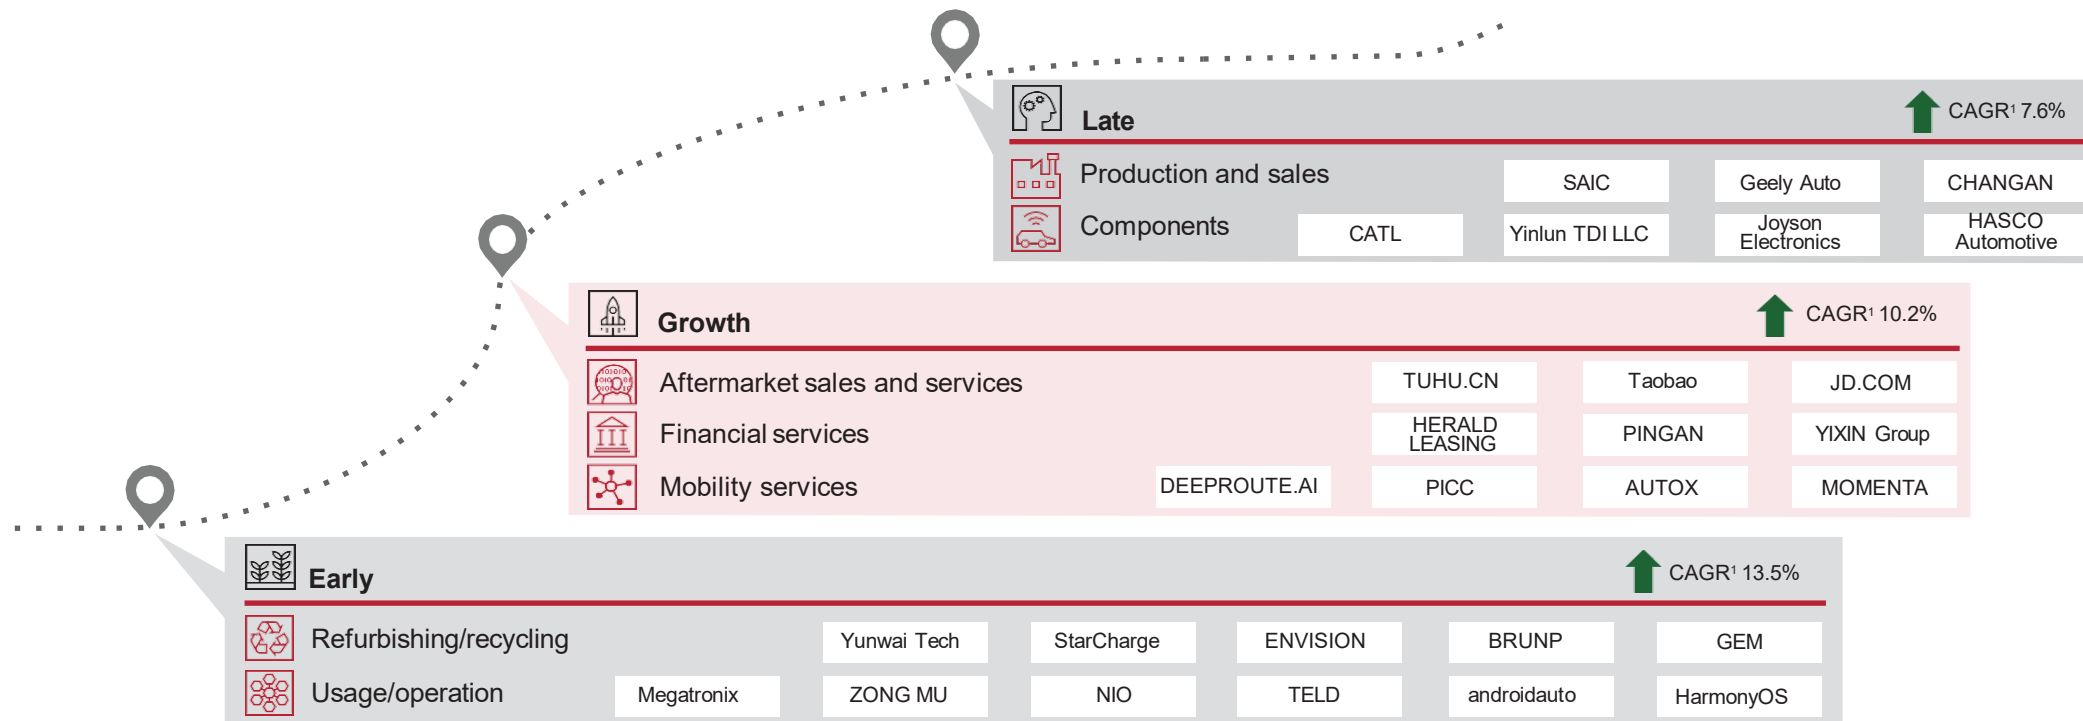 Late
CAGR¹ 7.6%
Production and sales
SAIC
Geely Auto
CHANGAN
Components
CATL
Yinlun TDI LLC
Joyson
Electronics
HASCO
Automotive
Growth
CAGR¹ 10.2%
Aftermarket sales and services
TUHU.CN
Taobao
JD.COM
Financial services
HERALD
LEASING
PINGAN
YIXIN Group
Mobility services
DEEPROUTE.AI
PICC
AUTOX
MOMENTA
Early
CAGR¹ 13.5%
Refurbishing/recycling
Yunwai Tech
StarCharge
ENVISION
BRUNP
GEM
Usage/operation
Megatronix
ZONG MU
NIO
TELD
androidauto
HarmonyOS